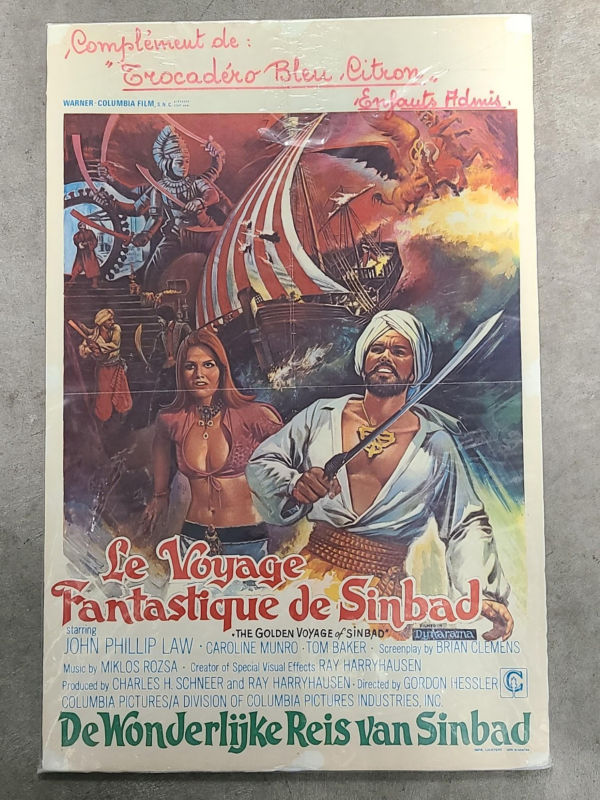 Complément de :
"Trocadéro Bleu Citron"
Enfants Admis.
WARNER-COLUMBIA FILM, S.N.C.
Le Voyage
Fantastique de Sinbad
starring
•THE GOLDEN VOYAGE of SINBAD•
FILMED IN
DYNARAMA
JOHN PHILLIP LAW • CAROLINE MUNRO • TOM BAKER • Screenplay by BRIAN CLEMENS
Music by MIKLOS ROZSA • Creator of Special Visual Effects RAY HARRYHAUSEN
Produced by CHARLES H. SCHNEER and RAY HARRYHAUSEN • Directed by GORDON HESSLER
COLUMBIA PICTURES/A DIVISION OF COLUMBIA PICTURES INDUSTRIES, INC.
De Wonderlijke Reis van Sinbad